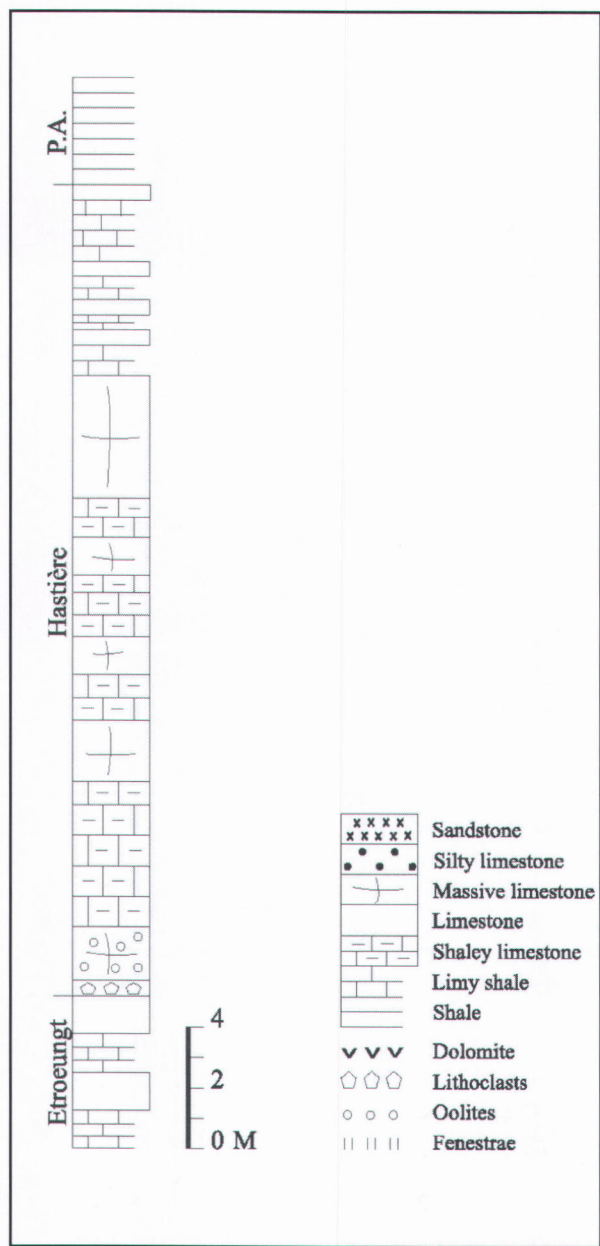 P.A.
Hastière
Etroeungt
4
2
0 M
Sandstone
Silty limestone
Massive limestone
Limestone
Shaley limestone
Limy shale
Shale
Dolomite
Lithoclasts
Oolites
Fenestrae